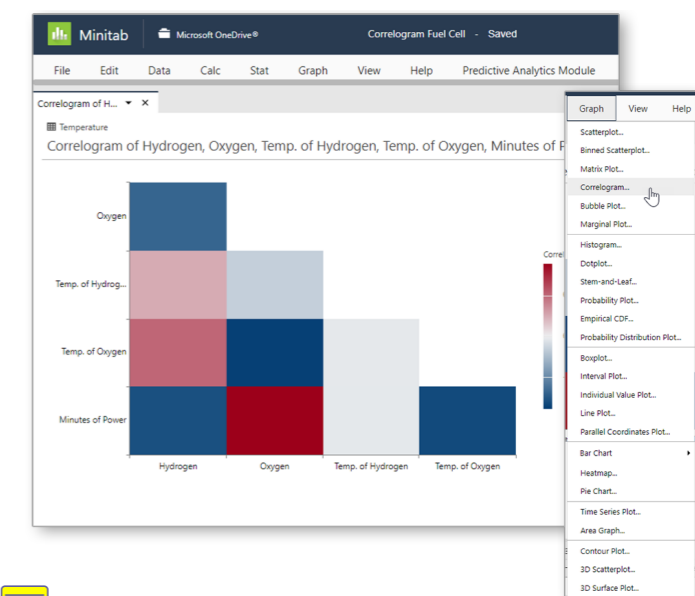 Minitab
Microsoft OneDrive®
Correlogram Fuel Cell - Saved
File Edit Data Calc Stat Graph View Help Predictive Analytics Module
Correlogram of H...
Temperature
Correlogram of Hydrogen, Oxygen, Temp. of Hydrogen, Temp. of Oxygen, Minutes of
Oxygen
Temp. of Hydrog...
Temp. of Oxygen
Minutes of Power
Hydrogen Oxygen Temp. of Hydrogen Temp. of Oxygen
Correl
Graph View Help
Scatterplot...
Binned Scatterplot...
Matrix Plot...
Correlogram...
Bubble Plot...
Marginal Plot...
Histogram...
Dotplot...
Stem-and-Leaf...
Probability Plot...
Empirical CDF...
Probability Distribution Plot...
Boxplot...
Interval Plot...
Individual Value Plot...
Line Plot...
Parallel Coordinates Plot...
Bar Chart
Heatmap...
Pie Chart...
Time Series Plot...
Area Graph...
Contour Plot...
3D Scatterplot...
3D Surface Plot...